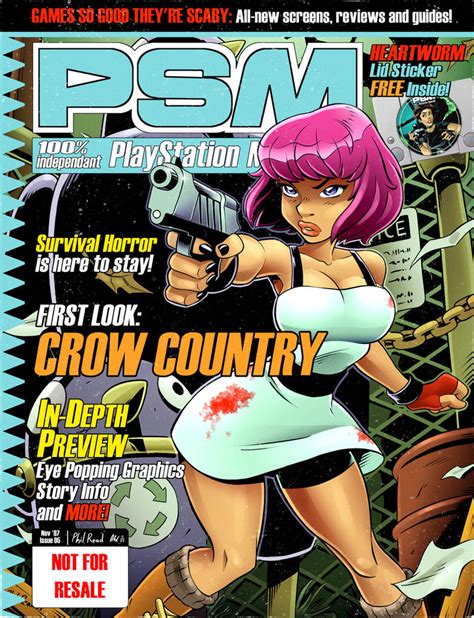 GAMES SO GOOD THEY'RE SCARY: All-new screens, reviews and guides!
PSM
100%
independant
PlayStation M
HEARTWORM
Lid Sticker
FREE Inside!
PSM
Survival Horror
is here to stay!
FIRST LOOK:
CROW COUNTRY
IN-DEPTH
PREVIEW
Eye Popping Graphics
Story Info
and MORE!
Nov '97
Issue 05
NOT FOR
RESALE